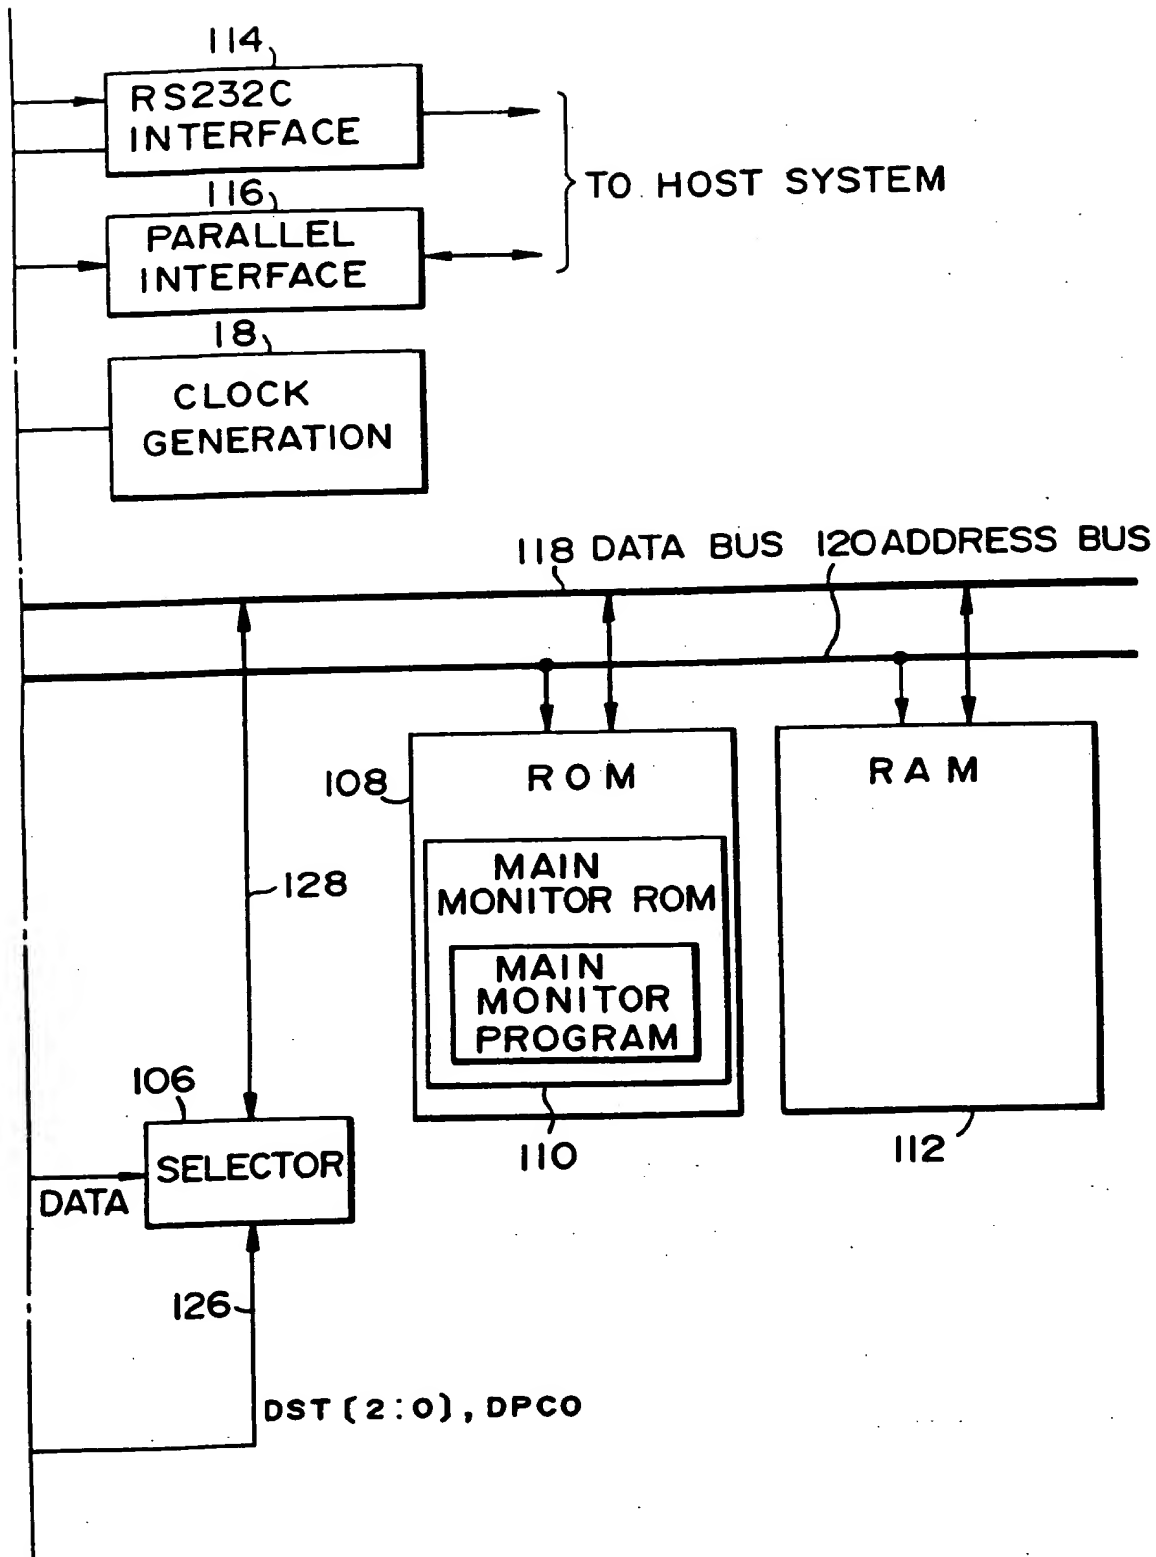 114
RS232C
INTERFACE
TO HOST SYSTEM
116
PARALLEL
INTERFACE
18
CLOCK
GENERATION
118 DATA BUS 120 ADDRESS BUS
108
ROM
RAM
MAIN
MONITOR ROM
128
MAIN
MONITOR
PROGRAM
106
110
112
SELECTOR
DATA
126
DST (2:0), DPCO